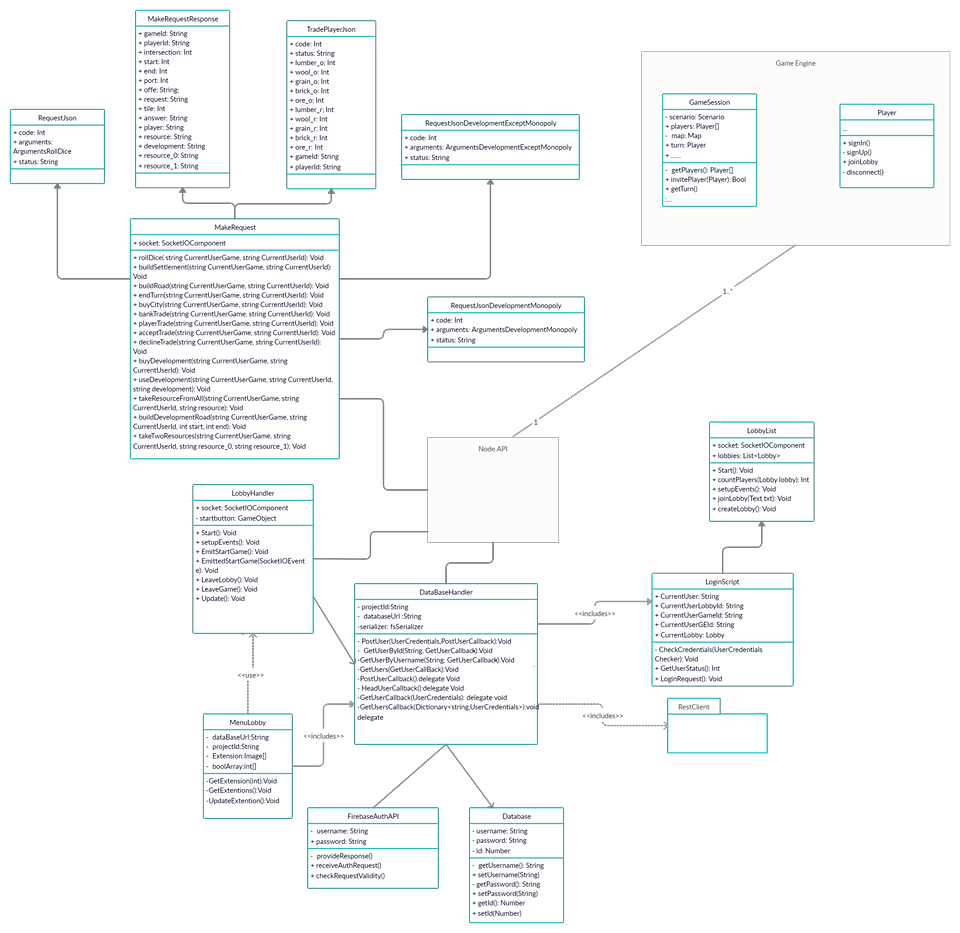 MakeRequestResponse
+ gameId: String
+ playerId: String
+ intersection: Int
+ start: Int
+ end: Int
+ port: Int
+ offe: String;
+ request: String
+ tile: Int
+ answer: String
+ player: String
+ resource: String
+ development: String
+ resource_0: String
+ resource_1: String
TradePlayerJson
+ code: Int
+ status: String
+ lumber_o: Int
+ wool_o: Int
+ grain_o: Int
+ brick_o: Int
+ ore_o: Int
+ lumber_r: Int
+ wool_r: Int
+ grain_r: Int
+ brick_r: Int
+ ore_r: Int
+ gameId: String
+ playerId: String
RequestJson
+ code: Int
+ arguments:
ArgumentsRollDice
+ status: String
RequestJsonDevelopmentExceptMonopoly
+ code: Int
+ arguments: ArgumentsDevelopmentExceptMonopoly
+ status: String
Game Engine
GameSession
- scenario: Scenario
+ players: Player[]
- map: Map
+ turn: Player
+ ......
- getPlayers(): Player[]
+ invitePlayer(Player): Bool
+ getTurn()
...
Player
...
+ signIn()
- signUp()
+ joinLobby
- disconnect()
MakeRequest
+ socket: SocketIOComponent
+ rollDice( string CurrentUserGame, string CurrentUserId): Void
+ buildSettlement(string CurrentUserGame, string CurrentUserId):
Void
+ buildRoad(string CurrentUserGame, string CurrentUserId): Void
+ endTurn(string CurrentUserGame, string CurrentUserId): Void
+ buyCity(string CurrentUserGame, string CurrentUserId): Void
+ bankTrade(string CurrentUserGame, string CurrentUserId): Void
+ playerTrade(string CurrentUserGame, string CurrentUserId): Void
+ acceptTrade(string CurrentUserGame, string CurrentUserId): Void
+ declineTrade(string CurrentUserGame, string CurrentUserId):
Void
+ buyDevelopment(string CurrentUserGame, string
CurrentUserId): Void
+ useDevelopment(string CurrentUserGame, string CurrentUserId,
string development): Void
+ takeResourceFromAll(string CurrentUserGame, string
CurrentUserId, string resource): Void
+ buildDevelopmentRoad(string CurrentUserGame, string
CurrentUserId, int start, int end): Void
+ takeTwoResources(string CurrentUserGame, string
CurrentUserId, string resource_0, string resource_1): Void
RequestJsonDevelopmentMonopoly
+ code: Int
+ arguments: ArgumentsDevelopmentMonopoly
+ status: String
1..*
1
Node API
LobbyList
+ socket: SocketIOComponent
+ lobbies: List<Lobby>
+ Start(): Void
+ countPlayers(Lobby lobby): Int
+ setupEvents(): Void
+ joinLobby(Text txt): Void
+ createLobby(): Void
LobbyHandler
+ socket: SocketIOComponent
- startbutton: GameObject
+ Start(): Void
+ setupEvents(): Void
+ EmitStartGame(): Void
+ EmittedStartGame(SocketIOEvent
e): Void
+ LeaveLobby(): Void
+ LeaveGame(): Void
+ Update(): Void
DataBaseHandler
- projectId:String
- databaseUrl :String
-serializer: fsSerializer
- PostUser(UserCredentials,PostUserCallback):Void
- GetUserById(String, GetUserCallback):Void
-GetUserByUsername(String, GetUserCallback):Void
-GetUsers(GetUserCallBack):Void
-PostUserCallback():delegate Void
- HeadUserCallback():delegate Void
-GetUserCallback(UserCredentials): delegate void
-GetUsersCallback(Dictionary<string,UserCredentials>):void
delegate
<<includes>>
LoginScript
+ CurrentUser: String
+ CurrentUserLobbyId: String
+ CurrentUserGameId: String
+ CurrentUserGEId: String
+ CurrentLobby: Lobby
- CheckCredentials(UserCredentials
Checker): Void
+ GetUserStatus(): Int
+ LoginRequest(): Void
<<use>>
RestClient
<<includes>>
MenuLobby
- dataBaseUrl:String
- projectId:String
- Extension:Image[]
- boolArray:int[]
-GetExtension(int):Void
-GetExtentions():Void
-UpdateExtention():Void
<<includes>>
FirebaseAuthAPI
- username: String
+ password: String
- provideResponse()
+ receiveAuthRequest()
+ checkRequestValidity()
Database
- username: String
- password: String
- id: Number
- getUsername(): String
+ setUsername(String)
- getPassword(): String
+ setPassword(String)
+ getId(): Number
+ setId(Number)